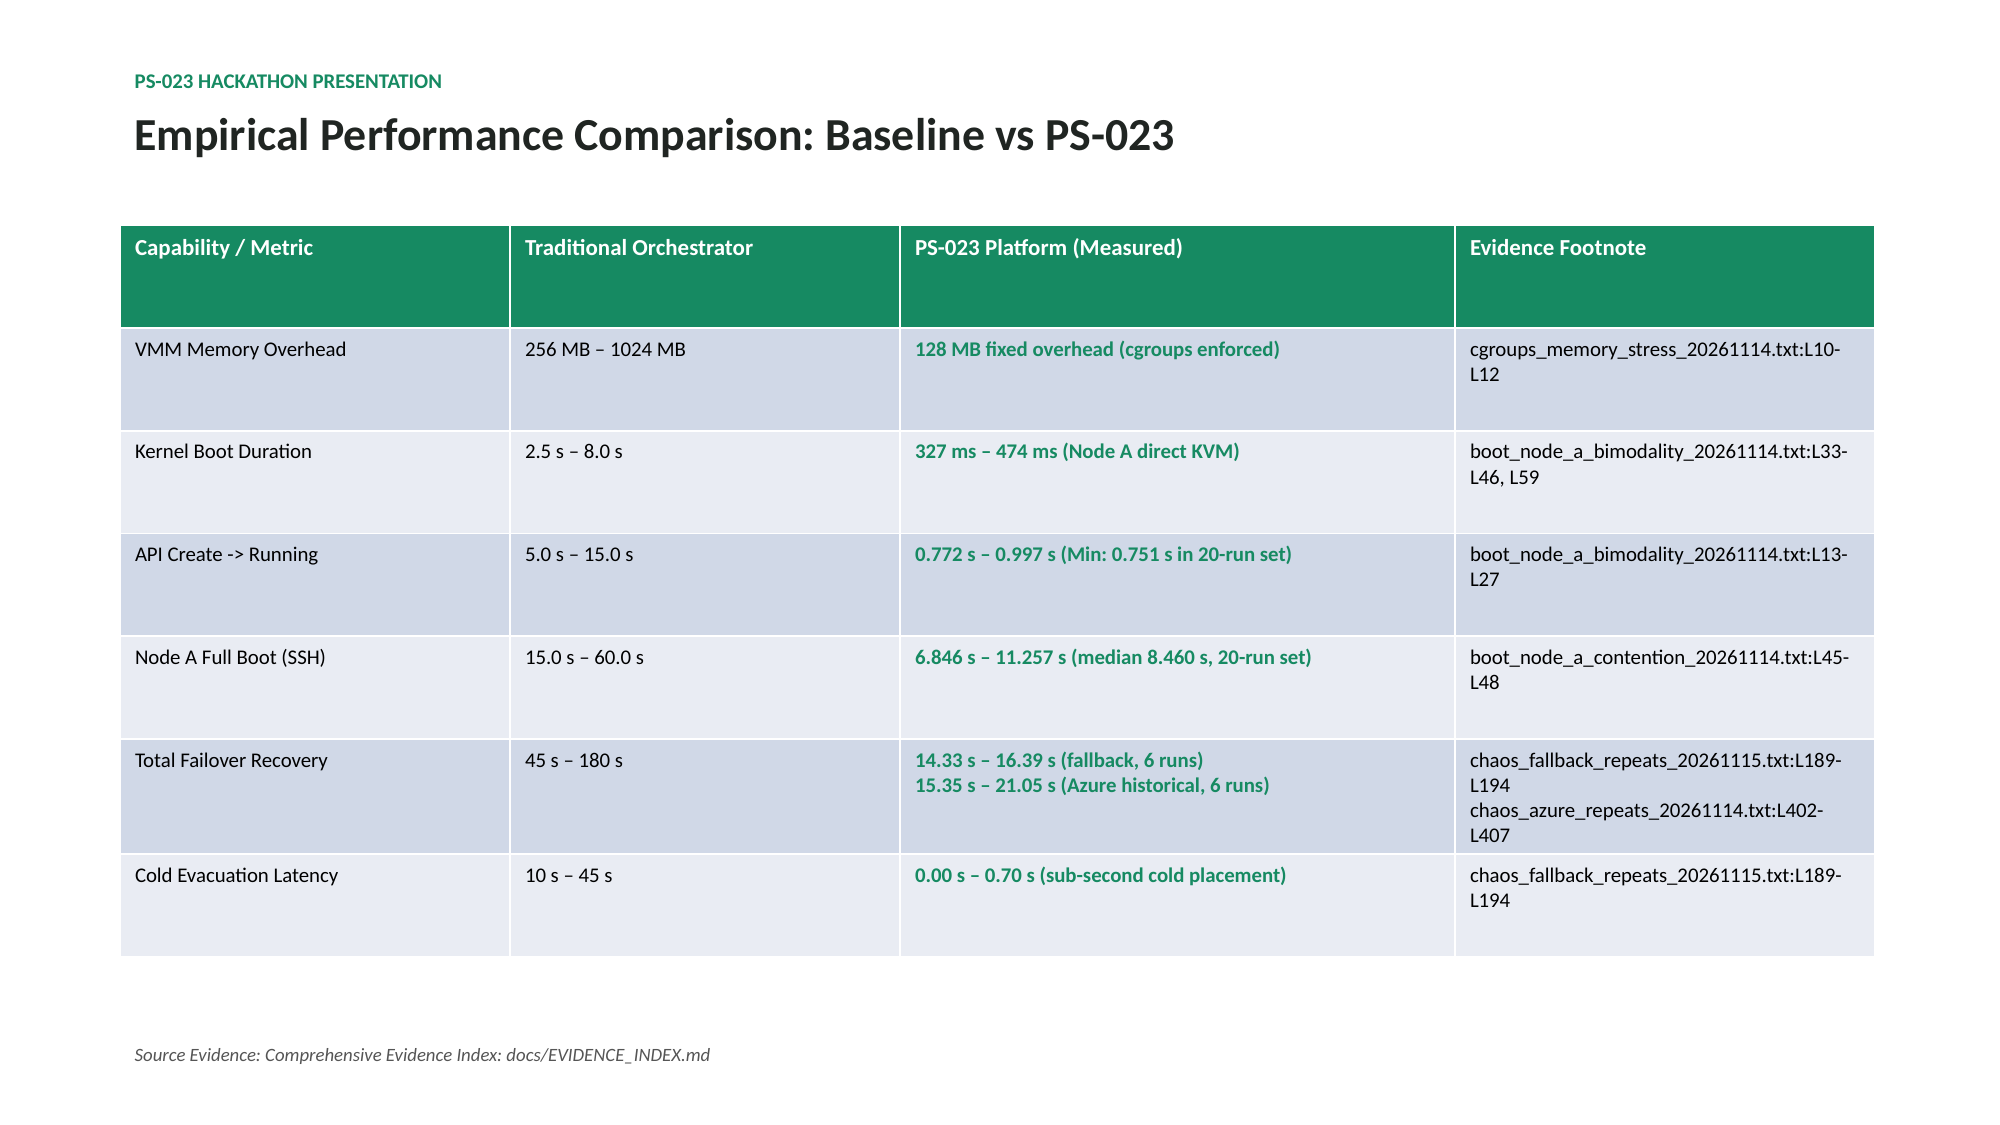 PS-023 HACKATHON PRESENTATION
Empirical Performance Comparison: Baseline vs PS-023
Capability / Metric
Traditional Orchestrator
PS-023 Platform (Measured)
Evidence Footnote
VMM Memory Overhead
256 MB – 1024 MB
128 MB fixed overhead (cgroups enforced)
cgroups_memory_stress_20261114.txt:L10-
L12
Kernel Boot Duration
2.5 s – 8.0 s
327 ms – 474 ms (Node A direct KVM)
boot_node_a_bimodality_20261114.txt:L33-
L46, L59
API Create -> Running
5.0 s – 15.0 s
0.772 s – 0.997 s (Min: 0.751 s in 20-run set)
boot_node_a_bimodality_20261114.txt:L13-
L27
Node A Full Boot (SSH)
15.0 s – 60.0 s
6.846 s – 11.257 s (median 8.460 s, 20-run set)
boot_node_a_contention_20261114.txt:L45-
L48
Total Failover Recovery
45 s – 180 s
14.33 s – 16.39 s (fallback, 6 runs)
15.35 s – 21.05 s (Azure historical, 6 runs)
chaos_fallback_repeats_20261115.txt:L189-
L194
chaos_azure_repeats_20261114.txt:L402-
L407
Cold Evacuation Latency
10 s – 45 s
0.00 s – 0.70 s (sub-second cold placement)
chaos_fallback_repeats_20261115.txt:L189-
L194
Source Evidence: Comprehensive Evidence Index: docs/EVIDENCE_INDEX.md